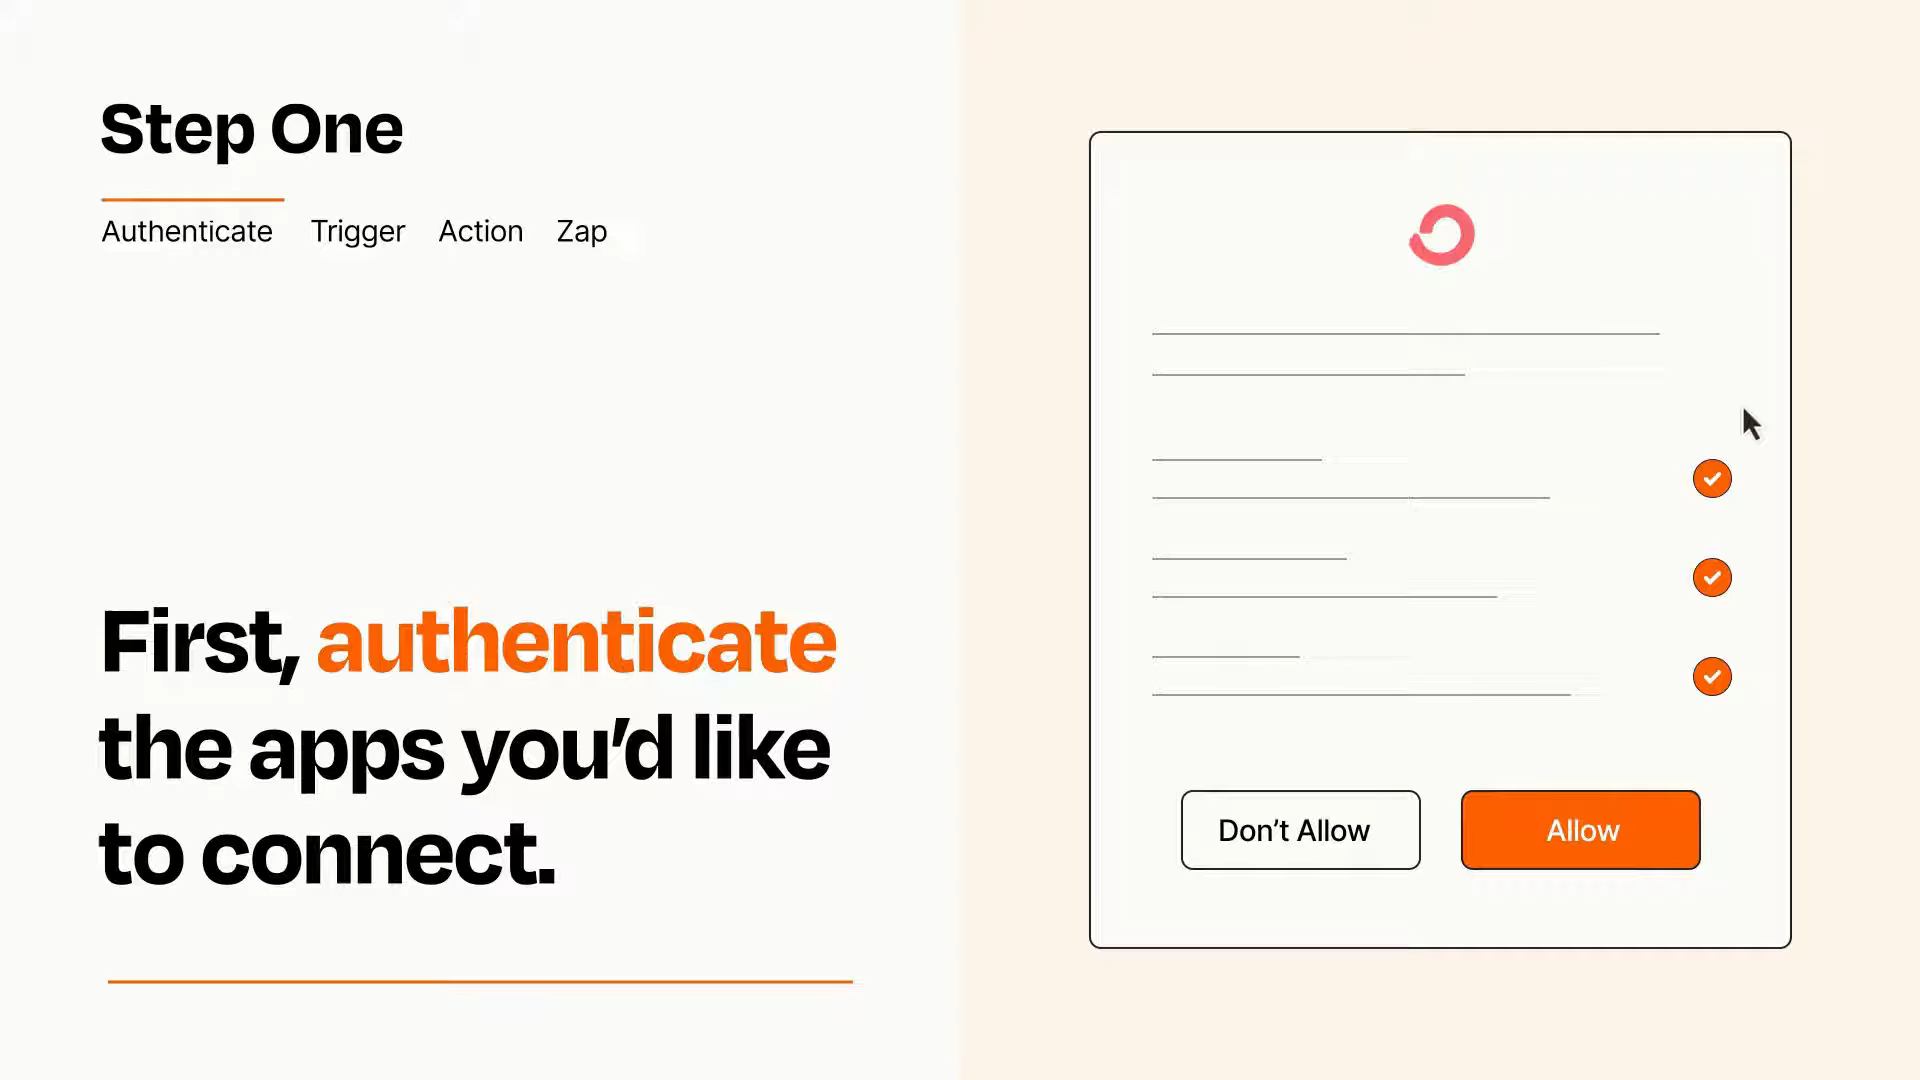 Step One
Authenticate Trigger Action Zap
First, authenticate
the apps you’d like
to connect.
Don’t Allow
Allow